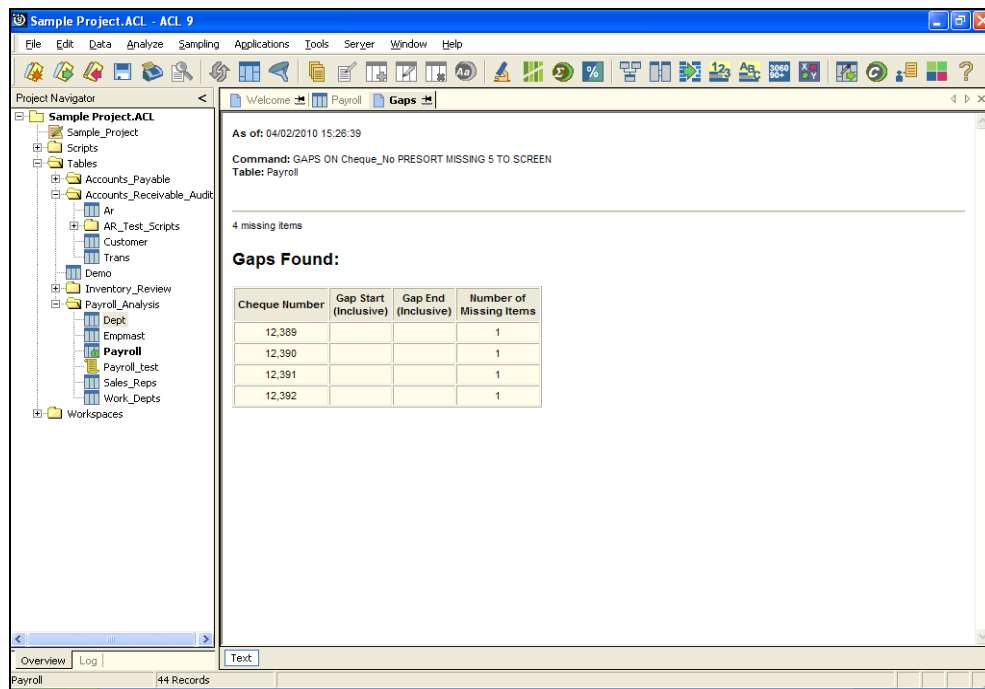 Sample Project.ACL - ACL 9
File Edit Data Analyze Sampling Applications Tools Server Window Help
Project Navigator <
Welcome Payroll Gaps
Sample Project.ACL
Sample_Project
Scripts
Tables
Accounts_Payable
Accounts_Receivable_Audit
Ar
AR_Test_Scripts
Customer
Trans
Demo
Inventory_Review
Payroll_Analysis
Dept
Empmast
Payroll
Payroll_test
Sales_Reps
Work_Depts
Workspaces
As of: 04/02/2010 15:26:39
Command: GAPS ON Cheque_No PRESORT MISSING 5 TO SCREEN
Table: Payroll
4 missing items
Gaps Found:
Cheque Number Gap Start (Inclusive) Gap End (Inclusive) Number of Missing Items
12,389 1
12,390 1
12,391 1
12,392 1
Overview Log Text
Payroll 44 Records